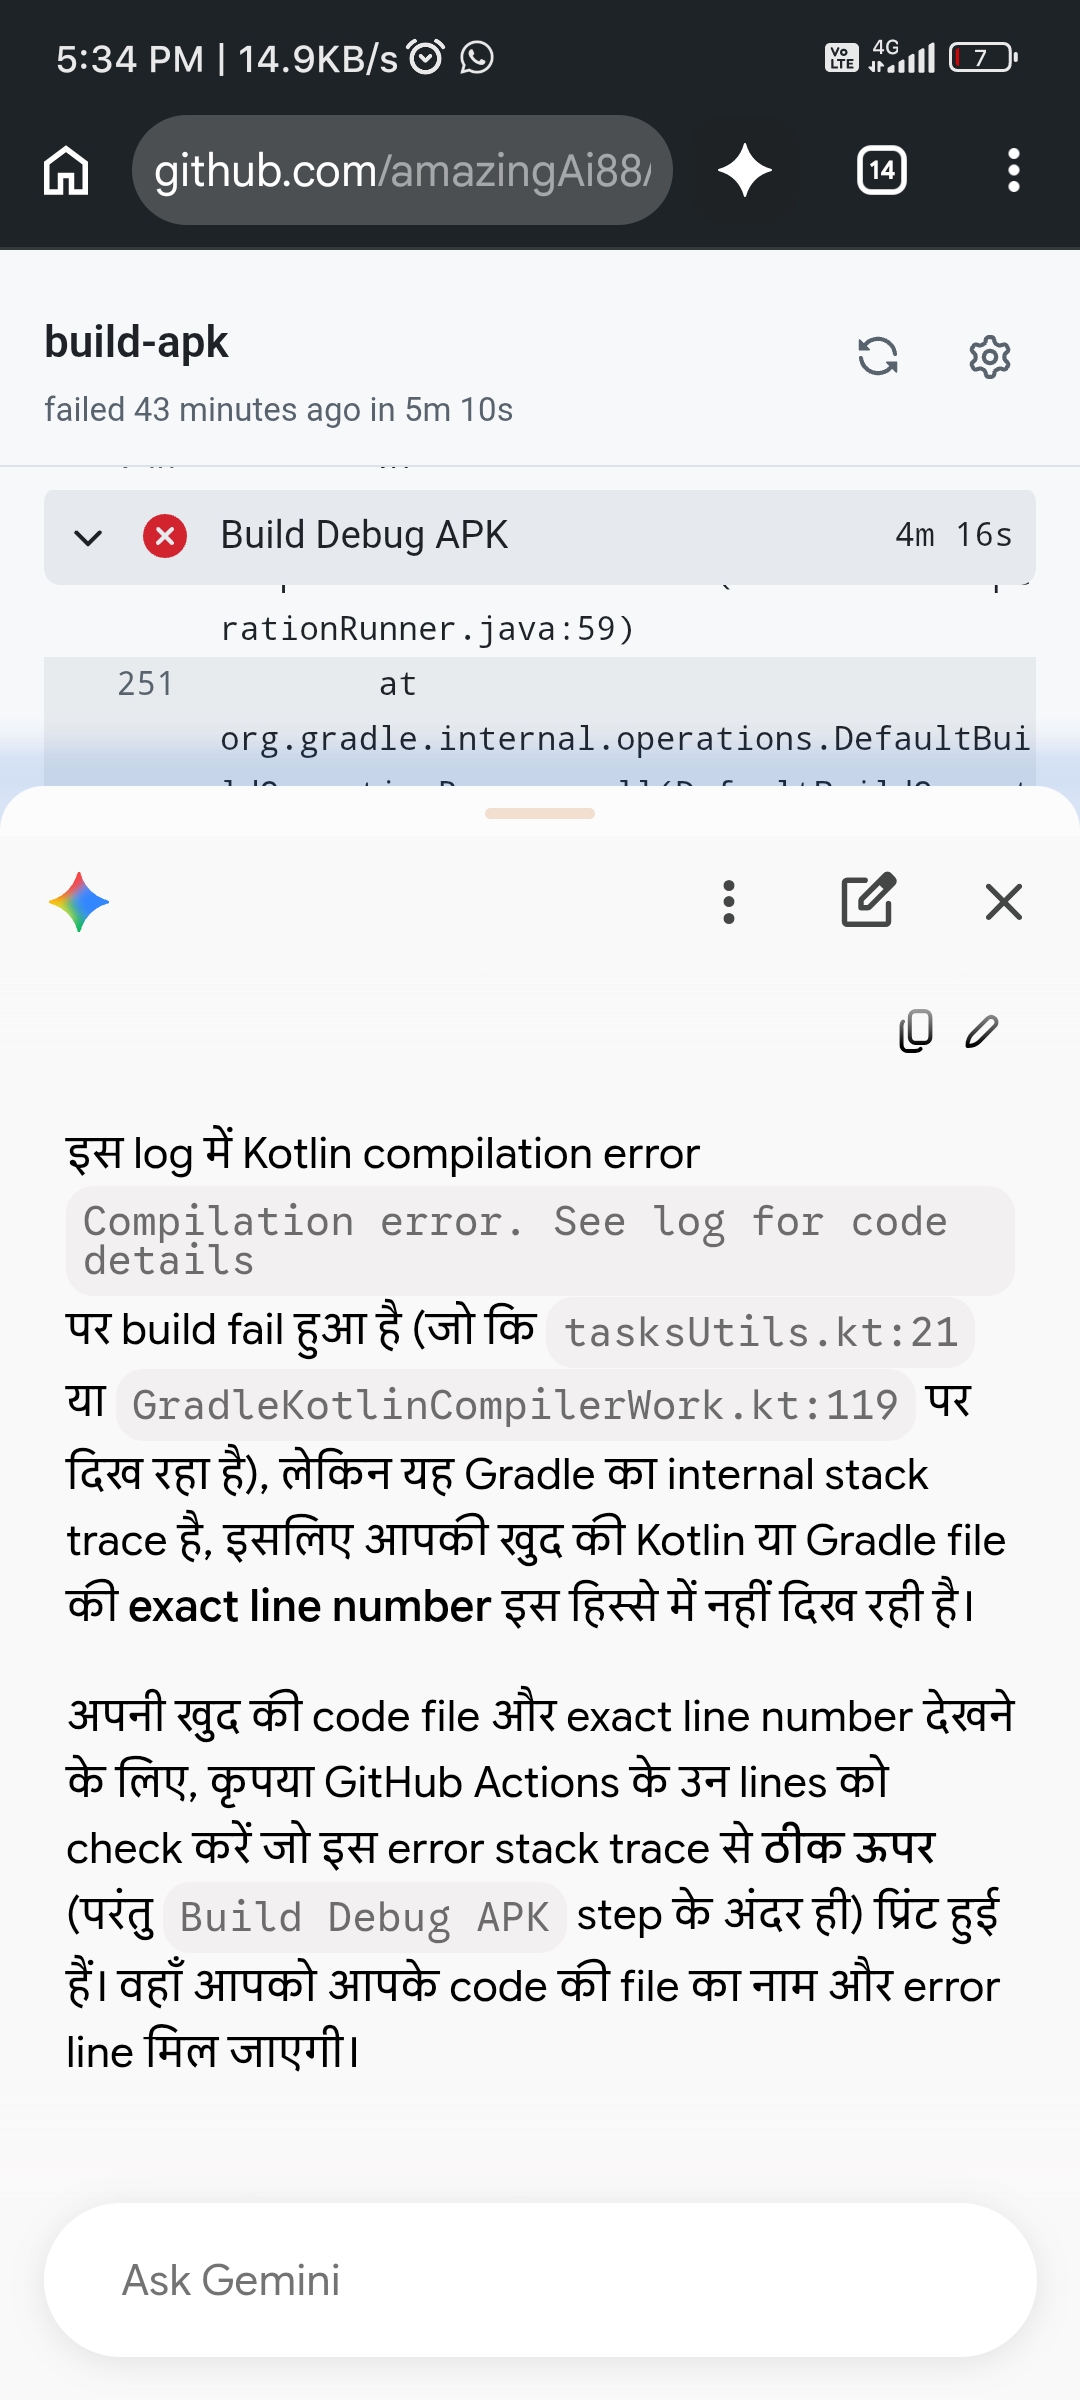 5:34 PM | 14.9KB/s
Vo LTE 4G 7
github.com/amazingAi88/
14
build-apk
failed 43 minutes ago in 5m 10s
Build Debug APK 4m 16s
rationRunner.java:59)
251 at
org.gradle.internal.operations.DefaultBui
इस log में Kotlin compilation error
Compilation error. See log for code
details
पर build fail हुआ है (जो कि tasksUtils.kt:21
या GradleKotlinCompilerWork.kt:119 पर
दिख रहा है), लेकिन यह Gradle का internal stack
trace है, इसलिए आपकी खुद की Kotlin या Gradle file
की exact line number इस हिस्से में नहीं दिख रही है।
अपनी खुद की code file और exact line number देखने
के लिए, कृपया GitHub Actions के उन lines को
check करें जो इस error stack trace से ठीक ऊपर
(परंतु Build Debug APK step के अंदर ही) प्रिंट हुई
हैं। वहाँ आपको आपके code की file का नाम और error
line मिल जाएगी।
Ask Gemini